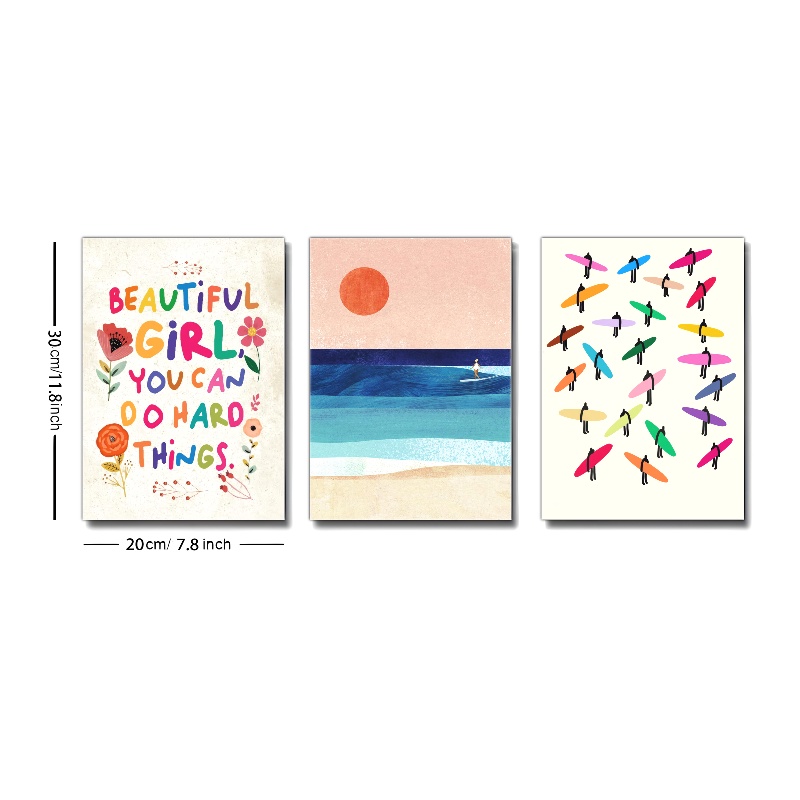 BEAUTiFUL
GiRL,
YOU CAN
DO HARD
THiNGS.
30cm/11.8inch
20cm/ 7.8 inch